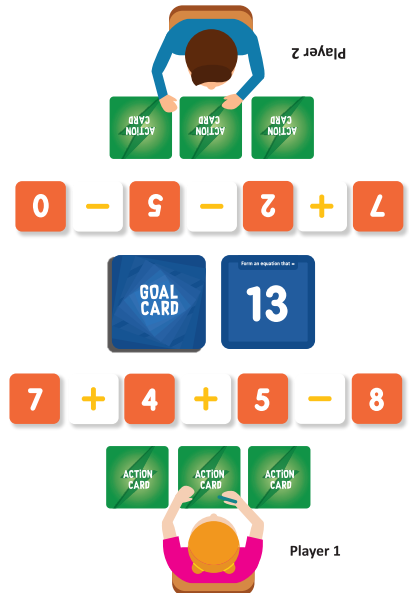 Player 2
ACTION
CARD
ACTION
CARD
ACTION
CARD
7 + 2 − 5 − 0
GOAL
CARD
Form an equation that =
13
7 + 4 + 5 − 8
ACTION
CARD
ACTION
CARD
ACTION
CARD
Player 1